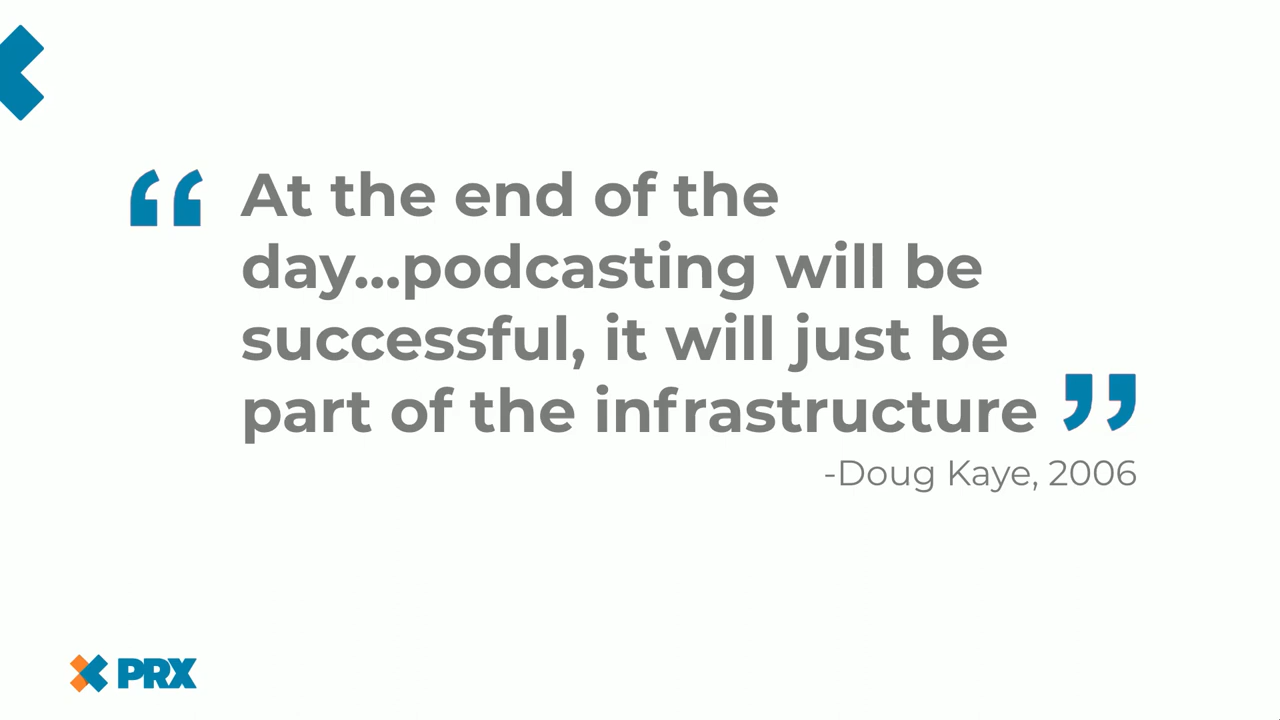 “ At the end of the
day...podcasting will be
successful, it will just be
part of the infrastructure ”
-Doug Kaye, 2006
PRX